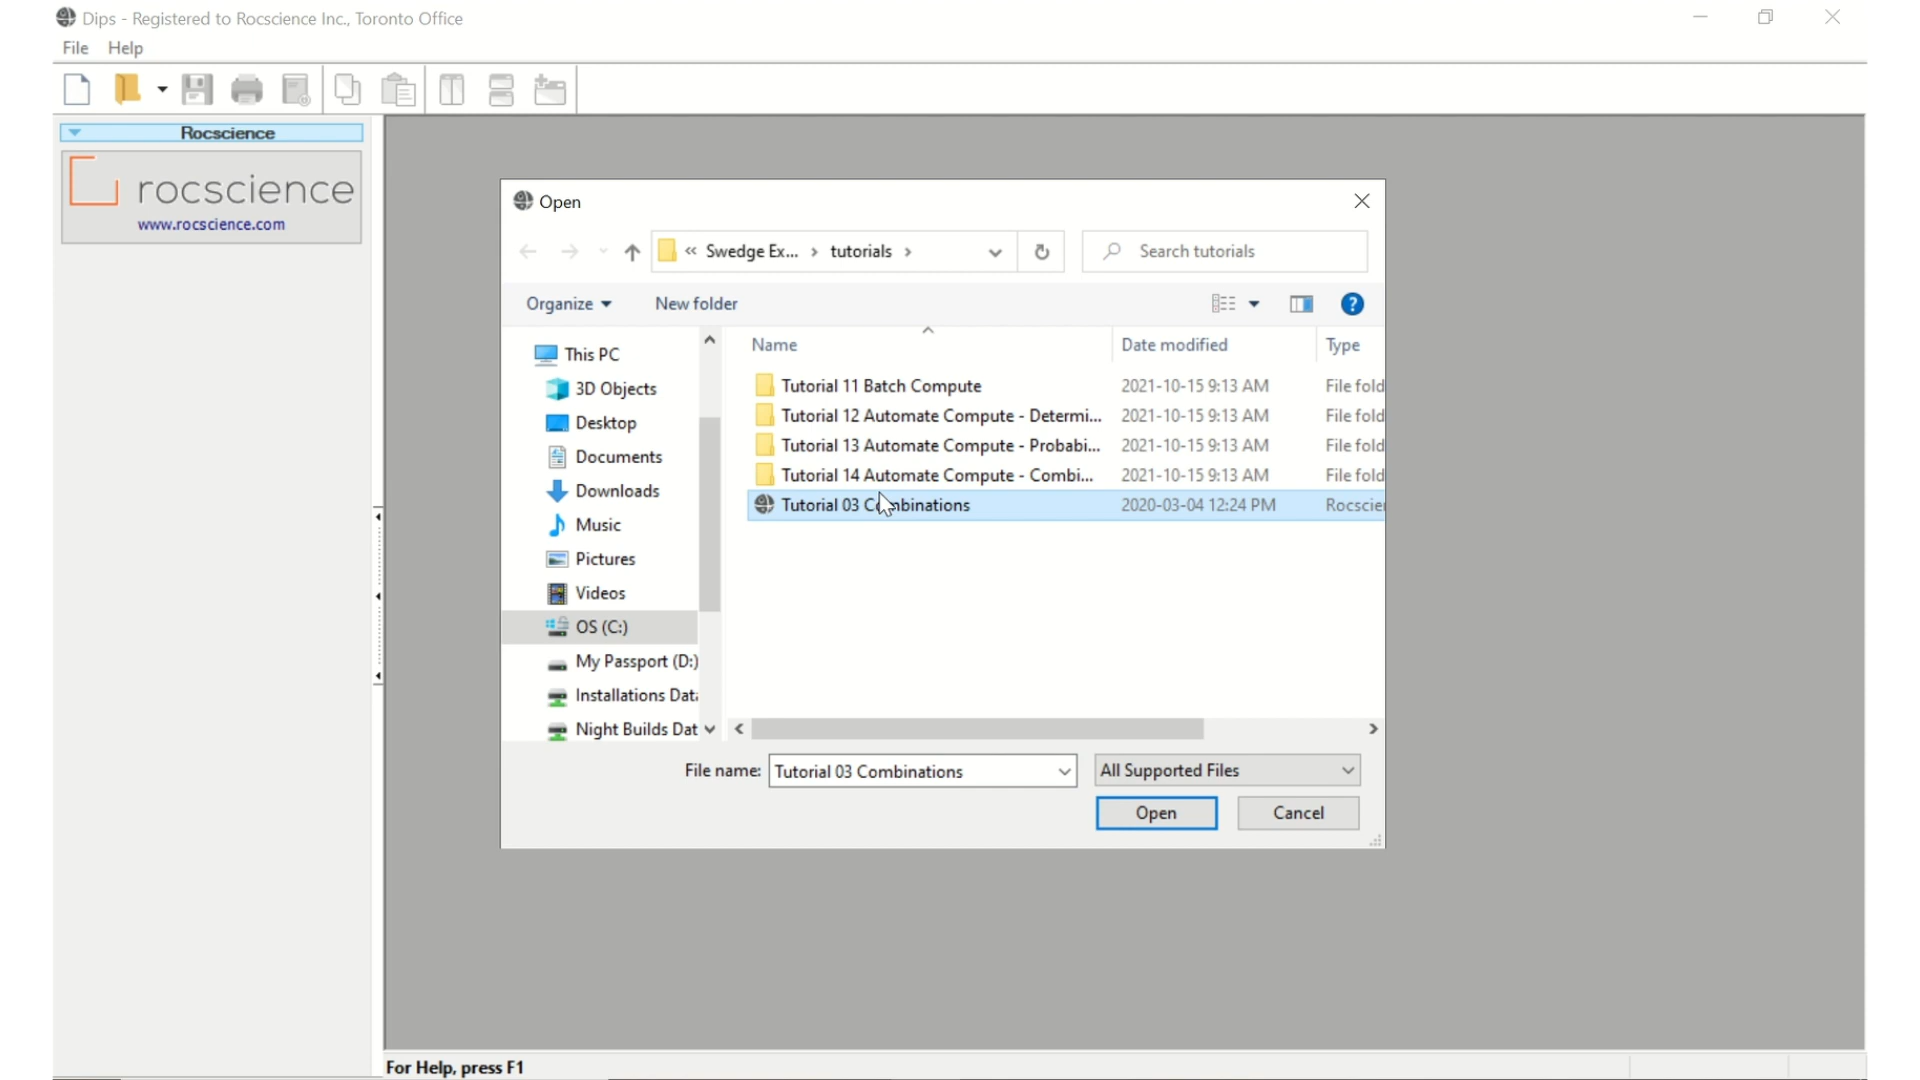 Dips - Registered to Rocscience Inc., Toronto Office
File Help
Rocscience
rocscience
www.rocscience.com
Open
« Swedge Ex... › tutorials ›
Search tutorials
Organize New folder
This PC
3D Objects
Desktop
Documents
Downloads
Music
Pictures
Videos
OS (C:)
My Passport (D:)
Installations Dat
Night Builds Dat
Name Date modified Type
Tutorial 11 Batch Compute 2021-10-15 9:13 AM File fold
Tutorial 12 Automate Compute - Determi... 2021-10-15 9:13 AM File fold
Tutorial 13 Automate Compute - Probabi... 2021-10-15 9:13 AM File fold
Tutorial 14 Automate Compute - Combi... 2021-10-15 9:13 AM File fold
Tutorial 03 Combinations 2020-03-04 12:24 PM Rocscie
File name: Tutorial 03 Combinations All Supported Files
Open Cancel
For Help, press F1